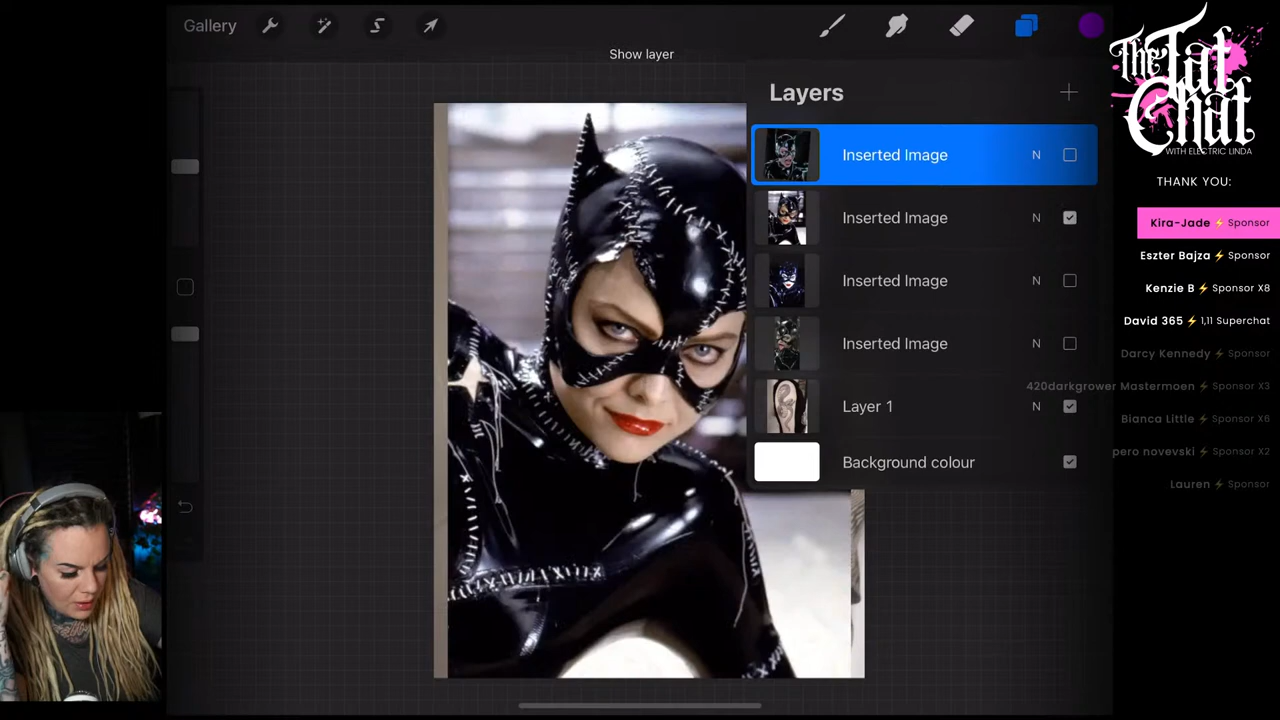 Gallery
Show layer
Layers
Inserted Image N
Inserted Image N
Inserted Image N
Inserted Image N
Layer 1 N
Background colour
The Tat Chat
WITH ELECTRIC LINDA
THANK YOU:
Kira-Jade ⚡ Sponsor
Eszter Bajza ⚡ Sponsor
Kenzie B ⚡ Sponsor X8
David 365 ⚡ 1,11 Superchat
Darcy Kennedy ⚡ Sponsor
420darkgrower Mastermoen ⚡ Sponsor X3
Bianca Little ⚡ Sponsor X6
pero novevski ⚡ Sponsor X2
Lauren ⚡ Sponsor